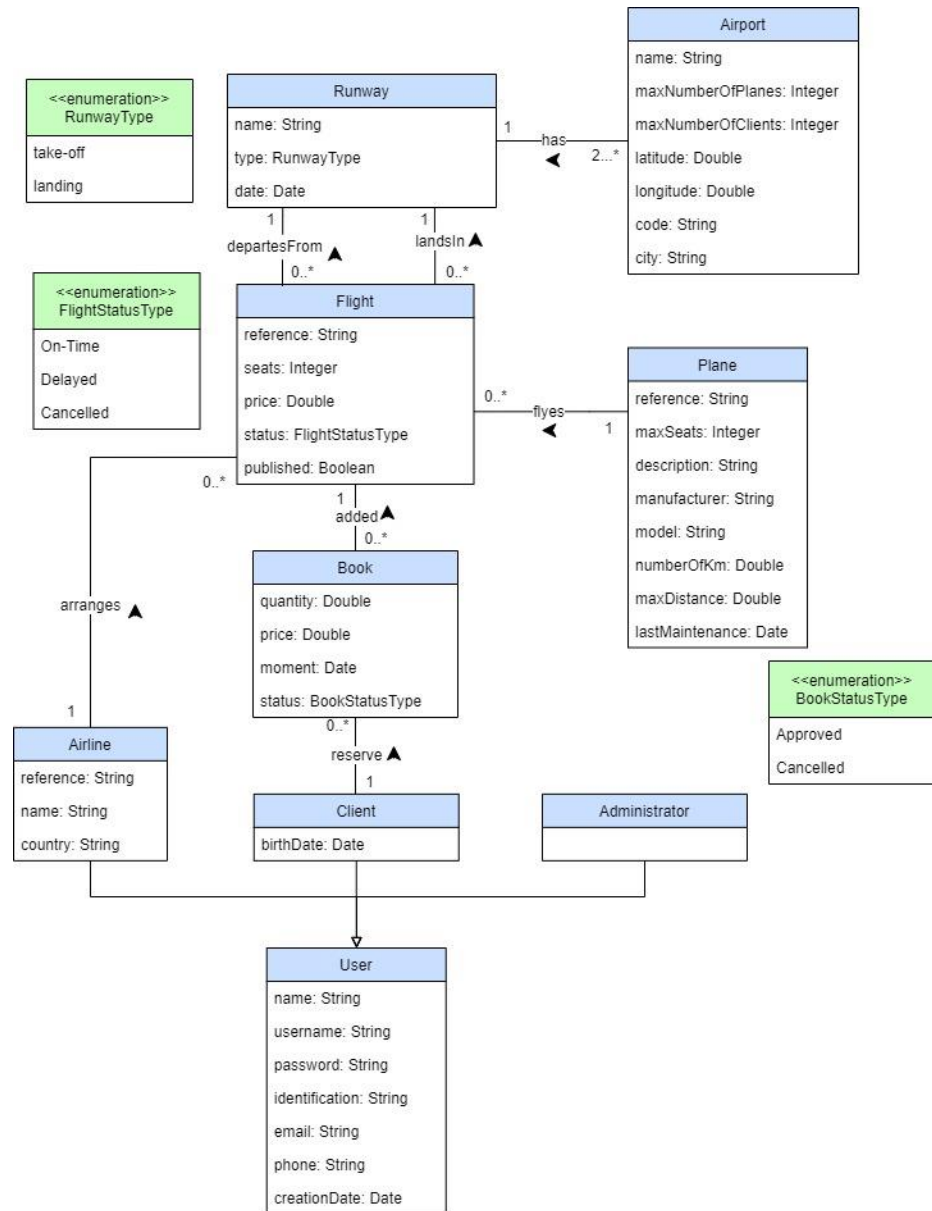 Airport
name: String
maxNumberOfPlanes: Integer
maxNumberOfClients: Integer
latitude: Double
longitude: Double
code: String
city: String
<<enumeration>>
RunwayType
take-off
landing
Runway
name: String
type: RunwayType
date: Date
1
has
2...*
1
departesFrom
0..*
1
landsIn
0..*
<<enumeration>>
FlightStatusType
On-Time
Delayed
Cancelled
Flight
reference: String
seats: Integer
price: Double
status: FlightStatusType
published: Boolean
0..*
flyes
1
Plane
reference: String
maxSeats: Integer
description: String
manufacturer: String
model: String
numberOfKm: Double
maxDistance: Double
lastMaintenance: Date
0..*
arranges
1
1
added
0..*
Book
quantity: Double
price: Double
moment: Date
status: BookStatusType
<<enumeration>>
BookStatusType
Approved
Cancelled
0..*
reserve
1
Airline
reference: String
name: String
country: String
Client
birthDate: Date
Administrator
User
name: String
username: String
password: String
identification: String
email: String
phone: String
creationDate: Date